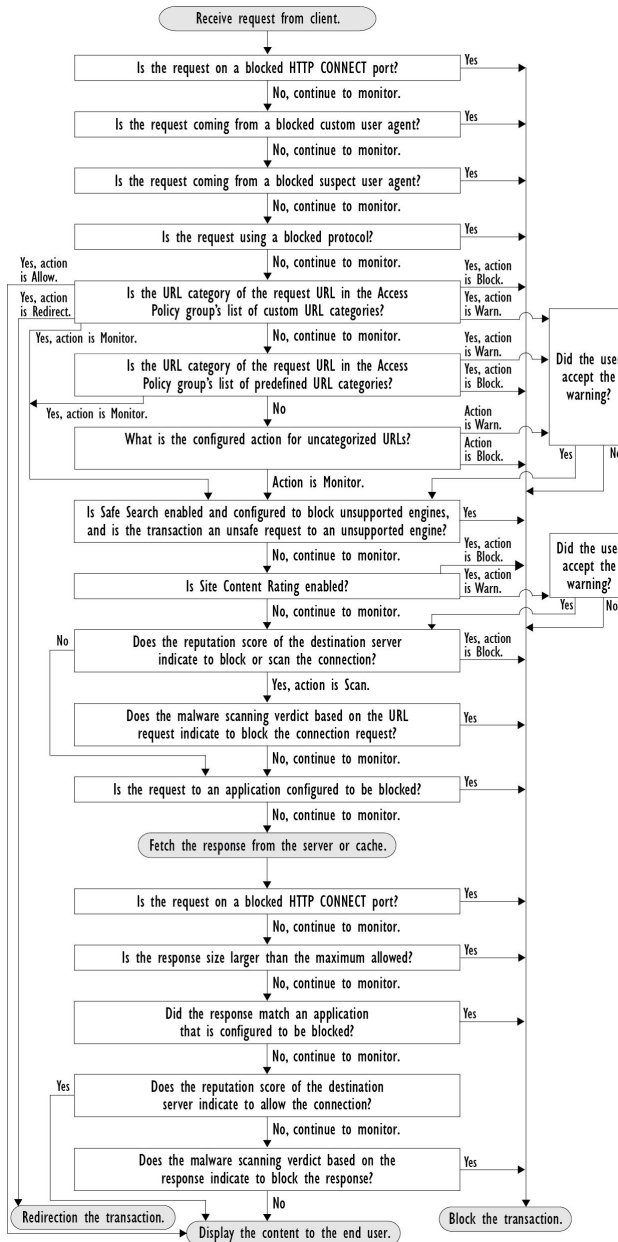 Receive request from client.
Is the request on a blocked HTTP CONNECT port?
Yes
No, continue to monitor.
Is the request coming from a blocked custom user agent?
Yes
No, continue to monitor.
Is the request coming from a blocked suspect user agent?
Yes
No, continue to monitor.
Is the request using a blocked protocol?
Yes
No, continue to monitor.
Yes, action
is Allow.
Yes, action
is Redirect.
Yes, action is Monitor.
Is the URL category of the request URL in the Access
Policy group's list of custom URL categories?
Yes, action
is Block.
Yes, action
is Warn.
No, continue to monitor.
Is the URL category of the request URL in the Access
Policy group's list of predefined URL categories?
Yes, action
is Warn.
Yes, action
is Block.
Did the user
accept the
warning?
Yes, action is Monitor.
No
What is the configured action for uncategorized URLs?
Action
is Warn.
Action
is Block.
Yes
No
Action is Monitor.
Is Safe Search enabled and configured to block unsupported engines,
and is the transaction an unsafe request to an unsupported engine?
Yes
No, continue to monitor.
Is Site Content Rating enabled?
Yes, action
is Block.
Yes, action
is Warn.
Did the user
accept the
warning?
Yes
No
No, continue to monitor.
No
Does the reputation score of the destination server
indicate to block or scan the connection?
Yes, action
is Block.
Yes, action is Scan.
Does the malware scanning verdict based on the URL
request indicate to block the connection request?
Yes
No, continue to monitor.
Is the request to an application configured to be blocked?
Yes
No, continue to monitor.
Fetch the response from the server or cache.
Is the request on a blocked HTTP CONNECT port?
Yes
No, continue to monitor.
Is the response size larger than the maximum allowed?
Yes
No, continue to monitor.
Did the response match an application
that is configured to be blocked?
Yes
No, continue to monitor.
Yes
Does the reputation score of the destination
server indicate to allow the connection?
No, continue to monitor.
Does the malware scanning verdict based on the
response indicate to block the response?
Yes
No
Redirection the transaction.
Display the content to the end user.
Block the transaction.